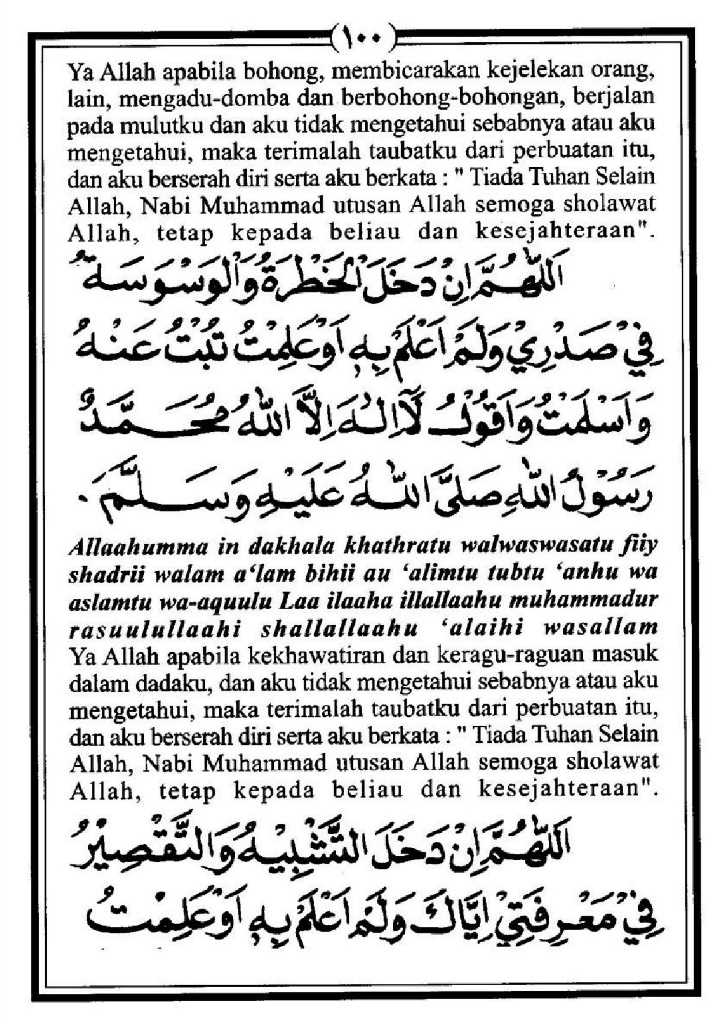 (١٠٠)
Ya Allah apabila bohong, membicarakan kejelekan orang,
lain, mengadu-domba dan berbohong-bohongan, berjalan
pada mulutku dan aku tidak mengetahui sebabnya atau aku
mengetahui, maka terimalah taubatku dari perbuatan itu,
dan aku berserah diri serta aku berkata : " Tiada Tuhan Selain
Allah, Nabi Muhammad utusan Allah semoga sholawat
Allah, tetap kepada beliau dan kesejahteraan".
اَللّٰهُمَّ اِنْ دَخَلَ الْخَطْرَةُ وَالْوَسْوَسَةُ
فِيْ صَدْرِيْ وَلَمْ اَعْلَمْ بِهِ اَوْ عَلِمْتُ تُبْتُ عَنْهُ
وَاَسْلَمْتُ وَاَقُوْلُ لَآاِلٰهَ اِلَّا اللّٰهُ مُحَمَّدٌ
رَسُوْلُ اللّٰهِ صَلَّى اللّٰهُ عَلَيْهِ وَسَلَّمَ.
Allaahumma in dakhala khathratu walwaswasatu fiiy
shadrii walam a‘lam bihii au ‘alimtu tubtu ‘anhu wa
aslamtu wa-aquulu Laa ilaaha illallaahu muhammadur
rasuulullaahi shallallaahu ‘alaihi wasallam
Ya Allah apabila kekhawatiran dan keragu-raguan masuk
dalam dadaku, dan aku tidak mengetahui sebabnya atau aku
mengetahui, maka terimalah taubatku dari perbuatan itu,
dan aku berserah diri serta aku berkata : " Tiada Tuhan Selain
Allah, Nabi Muhammad utusan Allah semoga sholawat
Allah, tetap kepada beliau dan kesejahteraan".
اَللّٰهُمَّ اِنْ دَخَلَ التَّشْبِيْهُ وَالتَّقْصِيْرُ
فِيْ مَعْرِفَتِيْ اِيَّاكَ وَلَمْ اَعْلَمْ بِهِ اَوْ عَلِمْتُ